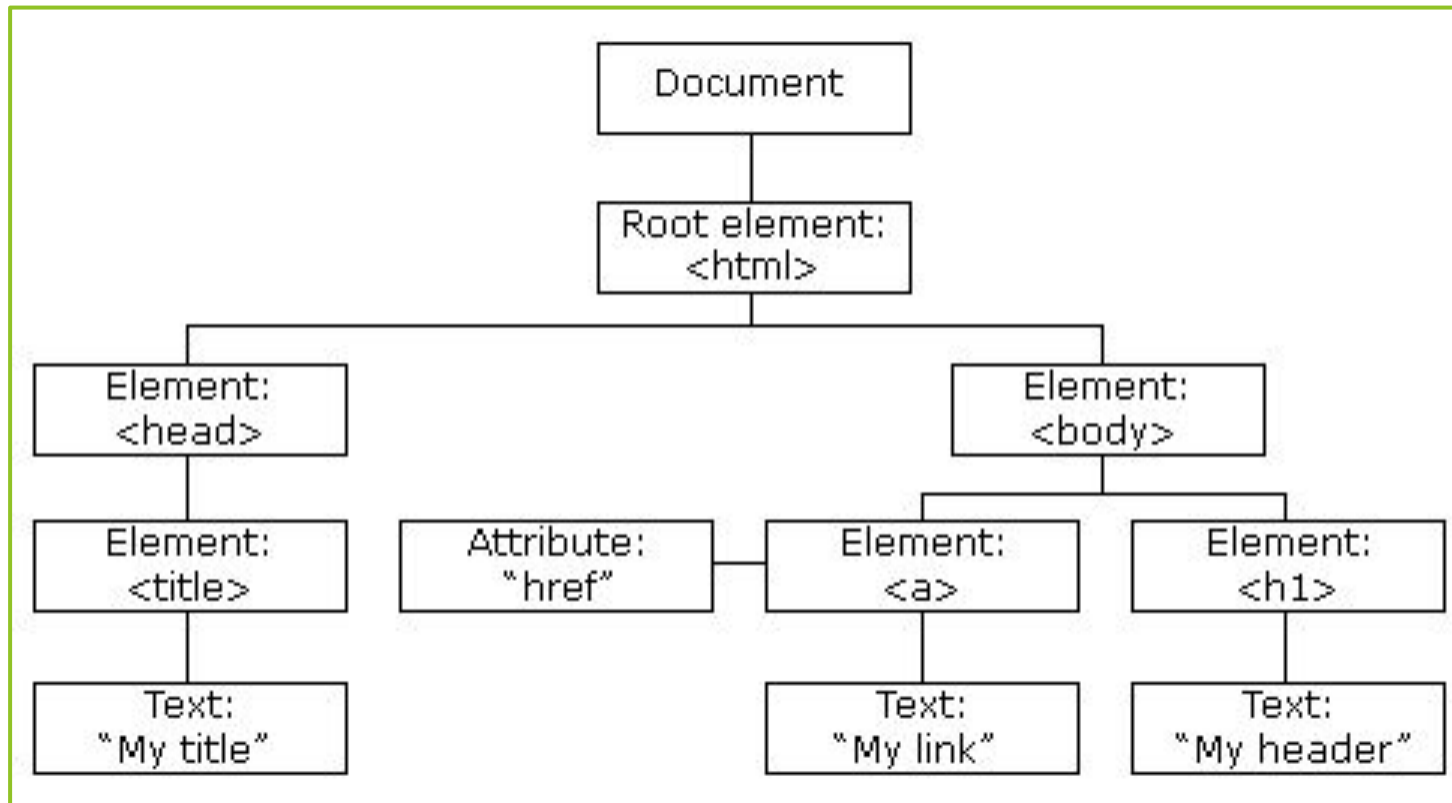 Document
Root element:
<html>
Element:
<head>
Element:
<body>
Element:
<title>
Attribute:
“href”
Element:
<a>
Element:
<h1>
Text:
“My title”
Text:
“My link”
Text:
“My header”